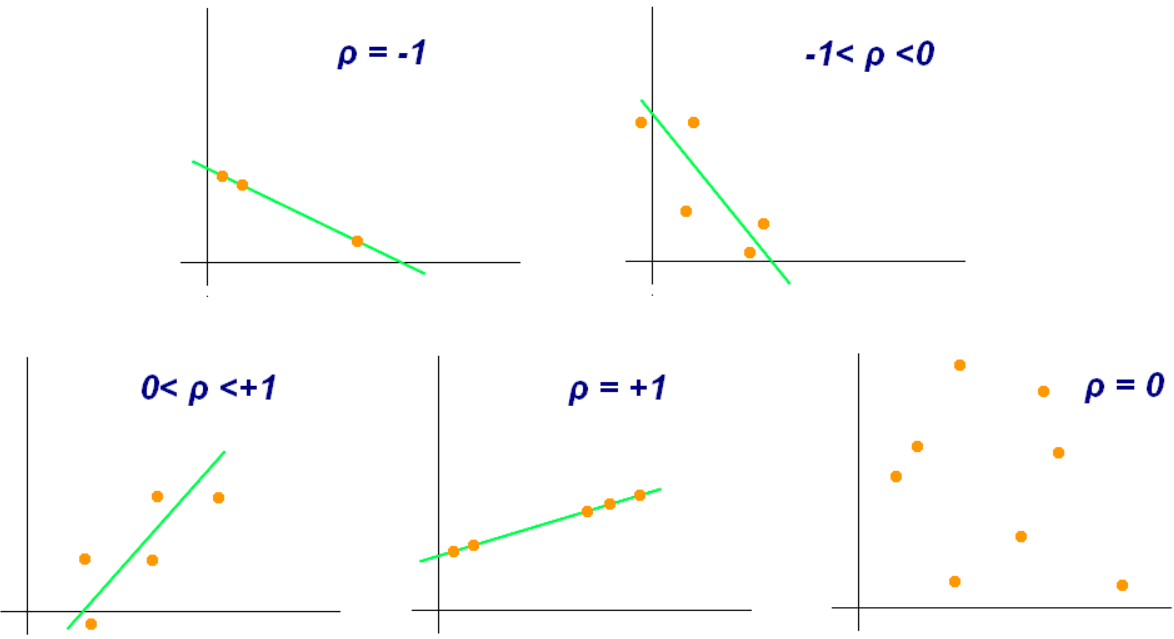 ρ = -1
-1< ρ <0
0< ρ <+1
ρ = +1
ρ = 0